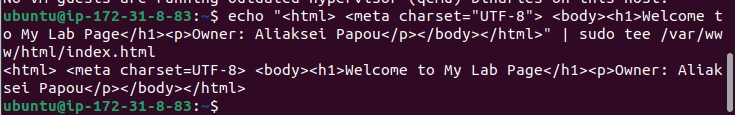 No VM guests are running outdated hypervisor (qemu) binaries on this host.
ubuntu@ip-172-31-8-83:~$ echo "<html> <meta charset="UTF-8"> <body><h1>Welcome t
o My Lab Page</h1><p>Owner: Aliaksei Papou</p></body></html>" | sudo tee /var/ww
w/html/index.html
<html> <meta charset=UTF-8> <body><h1>Welcome to My Lab Page</h1><p>Owner: Aliak
sei Papou</p></body></html>
ubuntu@ip-172-31-8-83:~$